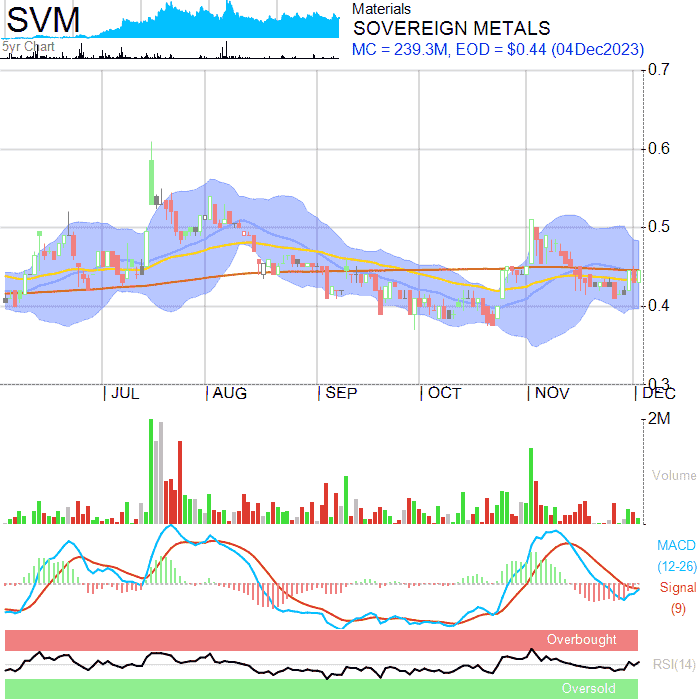 SVM
5yr Chart
Materials
SOVEREIGN METALS
MC = 239.3M, EOD = $0.44 (04Dec2023)
0.7
0.6
0.5
0.4
0.3
JUL AUG SEP OCT NOV DEC
2M
Volume
MACD
(12-26)
Signal
(9)
Overbought
RSI(14)
Oversold